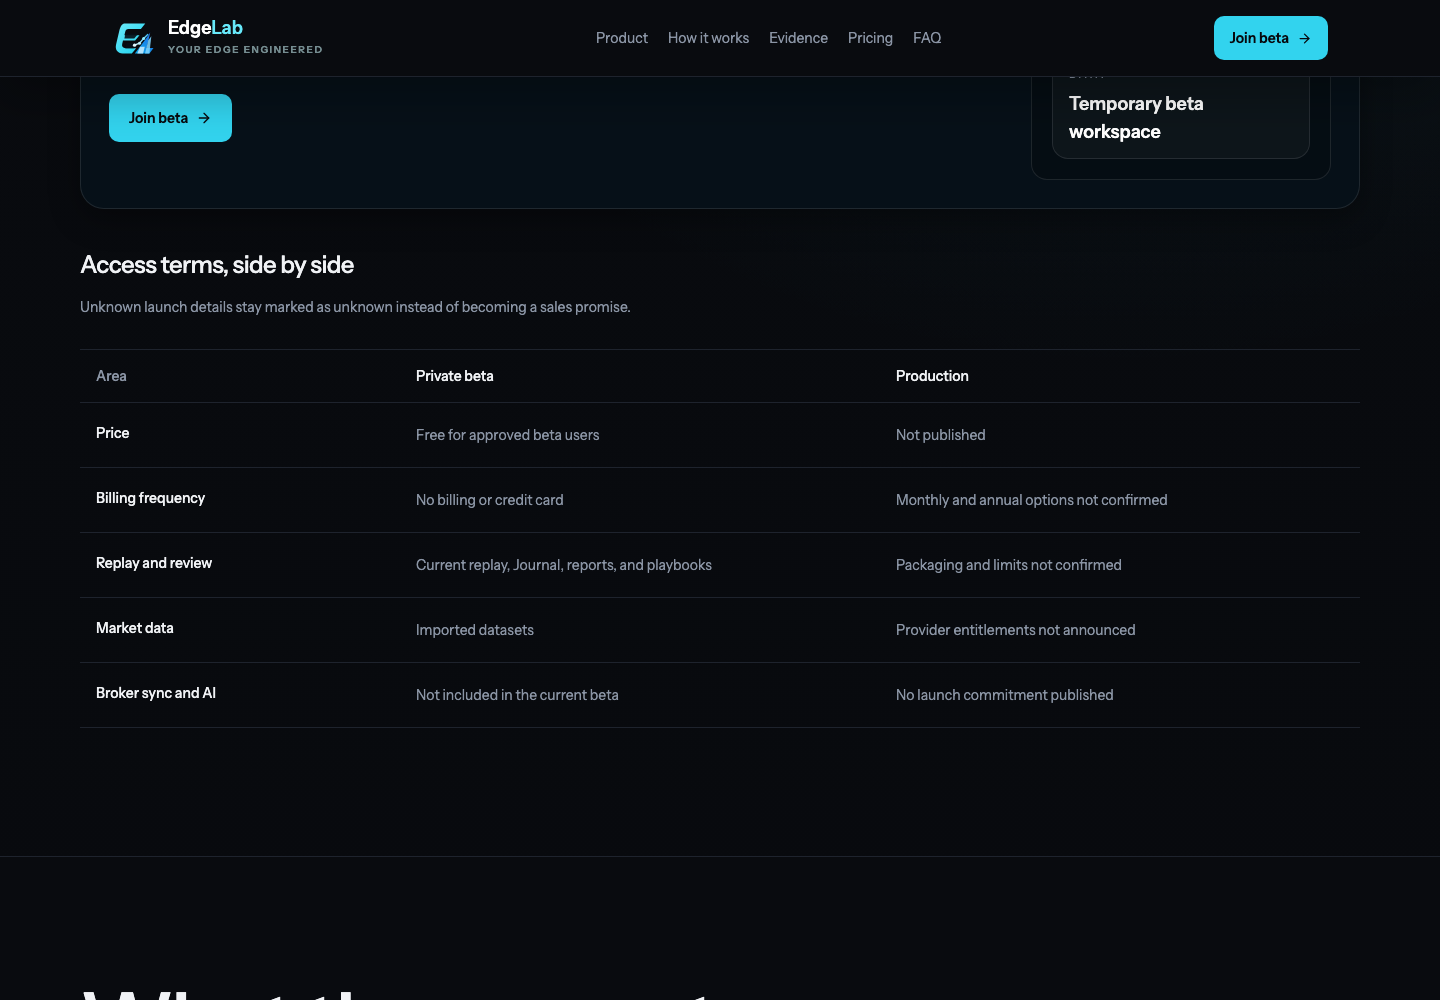 EdgeLab
YOUR EDGE ENGINEERED
Product How it works Evidence Pricing FAQ
Join beta
Join beta
Temporary beta
workspace
Access terms, side by side
Unknown launch details stay marked as unknown instead of becoming a sales promise.
Area Private beta Production
Price Free for approved beta users Not published
Billing frequency No billing or credit card Monthly and annual options not confirmed
Replay and review Current replay, Journal, reports, and playbooks Packaging and limits not confirmed
Market data Imported datasets Provider entitlements not announced
Broker sync and AI Not included in the current beta No launch commitment published